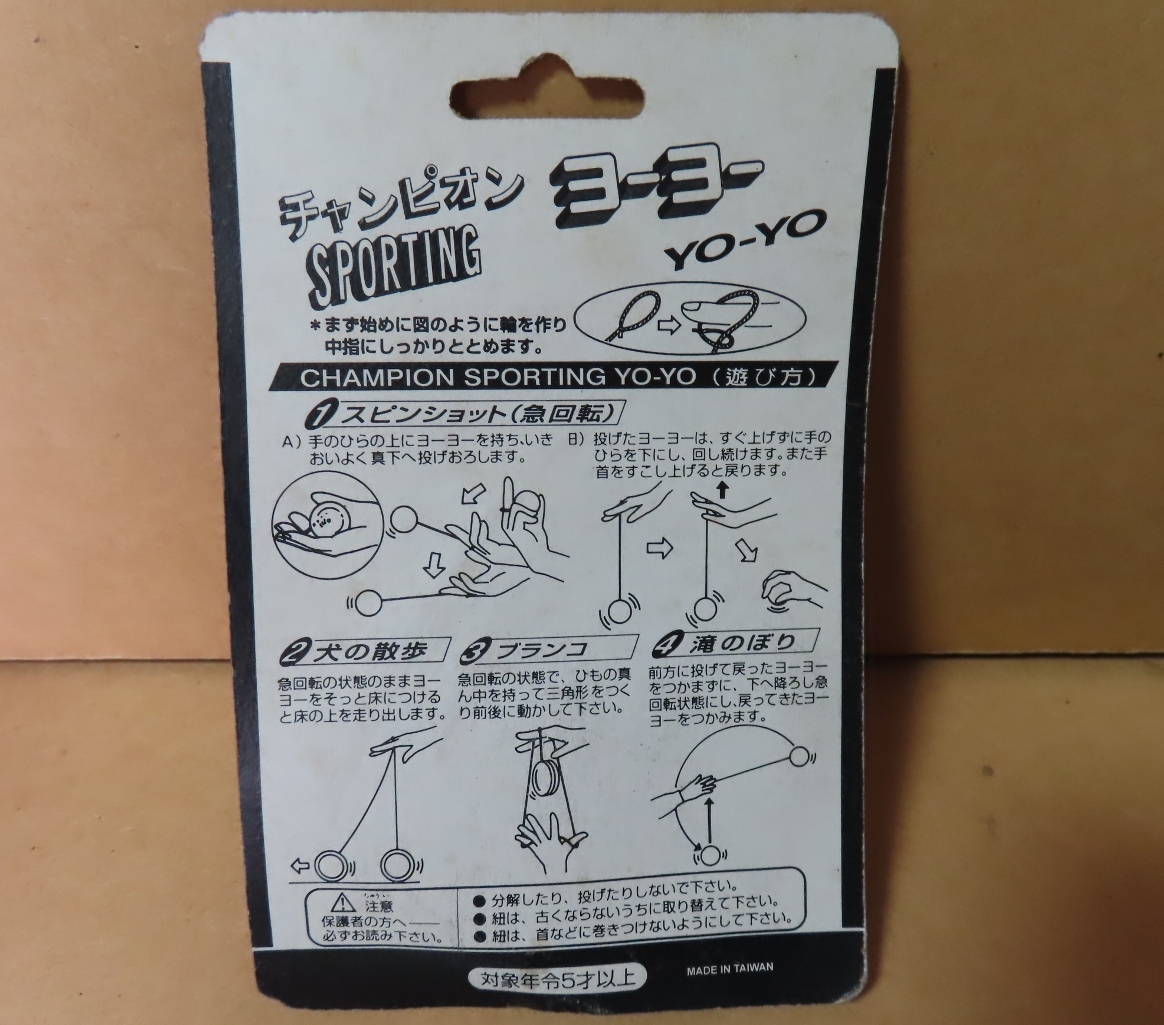 チャンピオン ヨーヨー
SPORTING YO-YO
＊まず始めに図のように輪を作り
中指にしっかりととめます。
CHAMPION SPORTING YO-YO（遊び方）
1 スピンショット（急回転）
A）手のひらの上にヨーヨーを持ち、いき
おいよく真下へ投げおろします。
B）投げたヨーヨーは、すぐ上げずに手の
ひらを下にし、回し続けます。また手
首をすこし上げると戻ります。
2 犬の散歩
急回転の状態のままヨー
ヨーをそっと床につける
と床の上を走り出します。
3 ブランコ
急回転の状態で、ひもの真
ん中を持って三角形をつく
り前後に動かして下さい。
4 滝のぼり
前方に投げて戻ったヨーヨー
をつかまずに、下へ降ろし急
回転状態にし、戻ってきたヨー
ヨーをつかみます。
ちゅうい
注意
保護者の方へ——
必ずお読み下さい。
●分解したり、投げたりしないで下さい。
●紐は、古くならないうちに取り替えて下さい。
●紐は、首などに巻きつけないようにして下さい。
対象年令5才以上
MADE IN TAIWAN